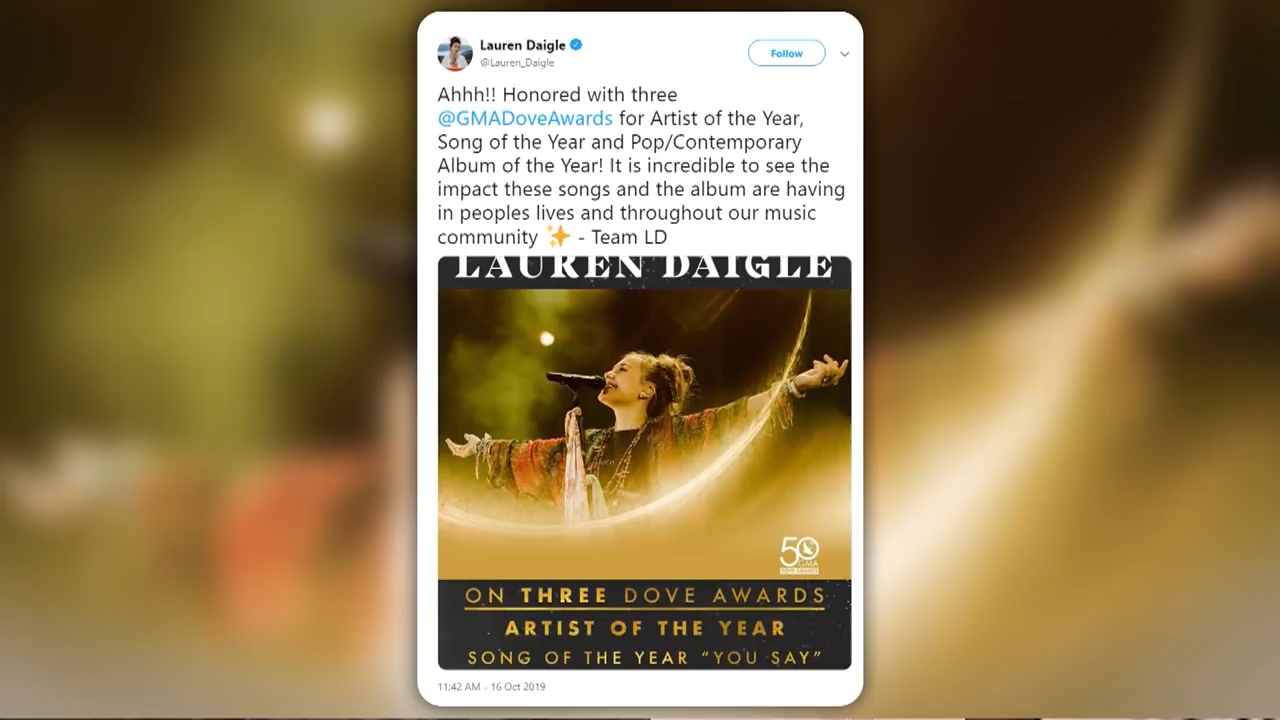 Lauren Daigle
@Lauren_Daigle
Follow
Ahhh!! Honored with three
@GMADoveAwards for Artist of the Year,
Song of the Year and Pop/Contemporary
Album of the Year! It is incredible to see the
impact these songs and the album are having
in peoples lives and throughout our music
community ✨ - Team LD
LAUREN DAIGLE
50
GMA
DOVE AWARDS
ON THREE DOVE AWARDS
ARTIST OF THE YEAR
SONG OF THE YEAR “YOU SAY”
11:42 AM - 16 Oct 2019